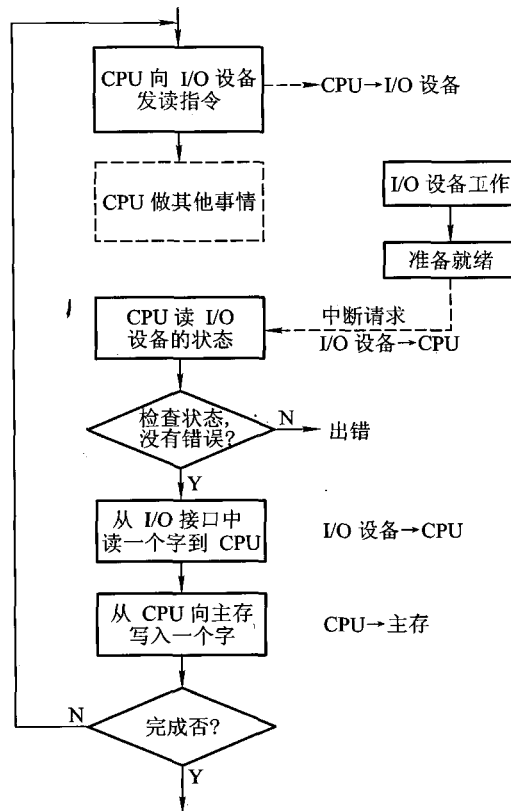 CPU 向 I/O 设备
发读指令
CPU→I/O 设备
CPU 做其他事情
I/O 设备工作
准备就绪
中断请求
I/O 设备→CPU
CPU 读 I/O
设备的状态
检查状态,
没有错误?
N
出错
Y
从 I/O 接口中
读一个字到 CPU
I/O 设备→CPU
从 CPU 向主存
写入一个字
CPU→主存
N
完成否?
Y